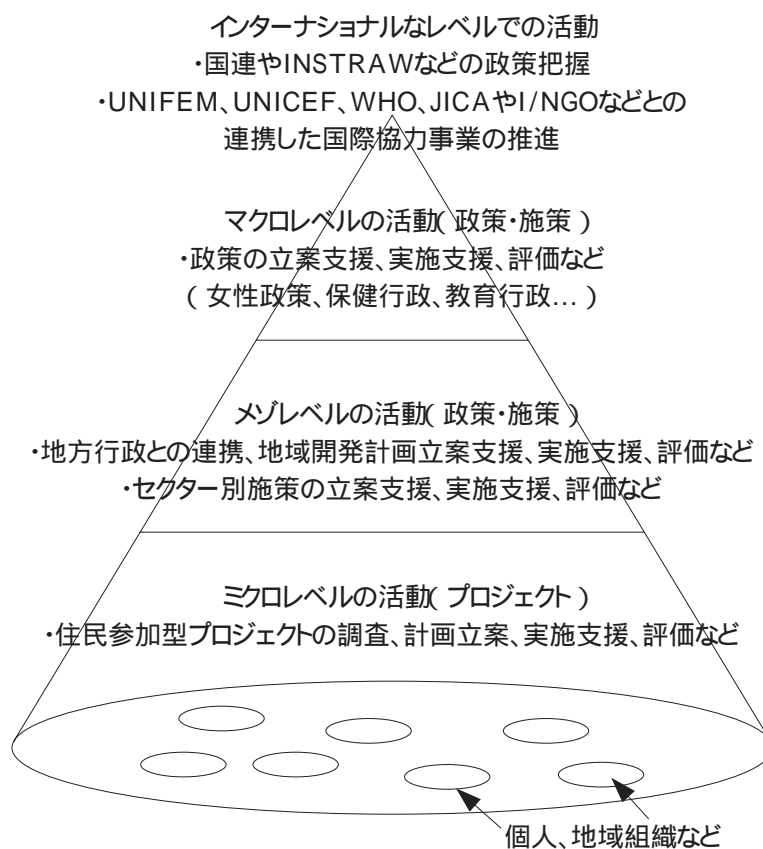 インターナショナルなレベルでの活動
・国連やINSTRAWなどの政策把握
・UNIFEM、UNICEF、WHO、JICAやI/NGOなどとの
連携した国際協力事業の推進
マクロレベルの活動（政策・施策）
・政策の立案支援、実施支援、評価など
（女性政策、保健行政、教育行政…）
メゾレベルの活動（政策・施策）
・地方行政との連携、地域開発計画立案支援、実施支援、評価など
・セクター別施策の立案支援、実施支援、評価など
ミクロレベルの活動（プロジェクト）
・住民参加型プロジェクトの調査、計画立案、実施支援、評価など
個人、地域組織など